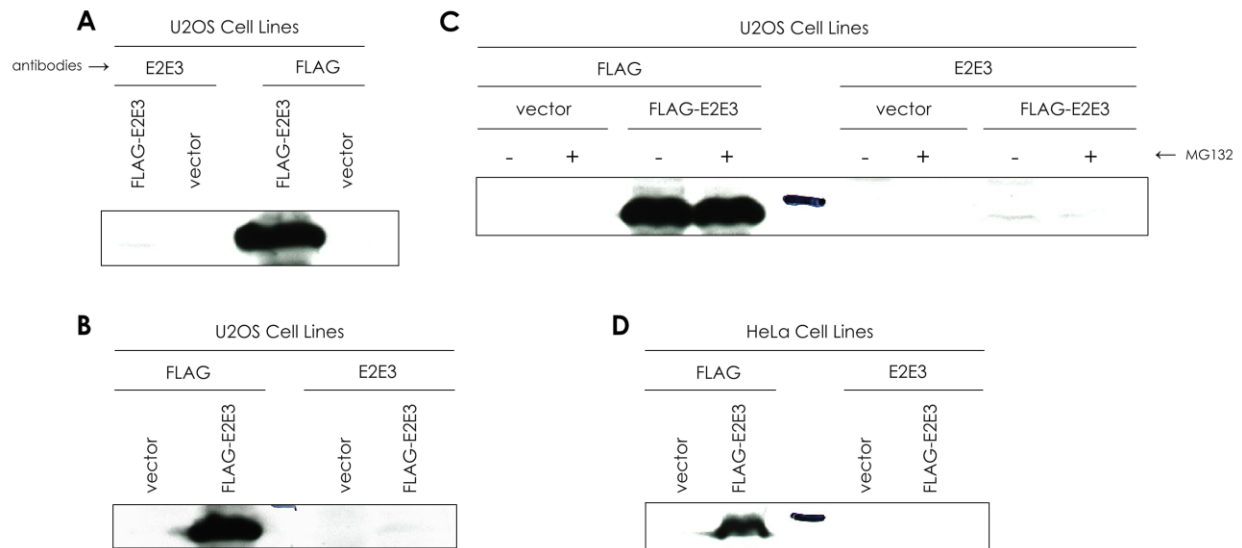 A
U2OS Cell Lines
antibodies → E2E3 FLAG
FLAG-E2E3 vector FLAG-E2E3 vector
C
U2OS Cell Lines
FLAG E2E3
vector FLAG-E2E3 vector FLAG-E2E3
- + - + - + - + ← MG132
B
U2OS Cell Lines
FLAG E2E3
vector FLAG-E2E3 vector FLAG-E2E3
D
HeLa Cell Lines
FLAG E2E3
vector FLAG-E2E3 vector FLAG-E2E3